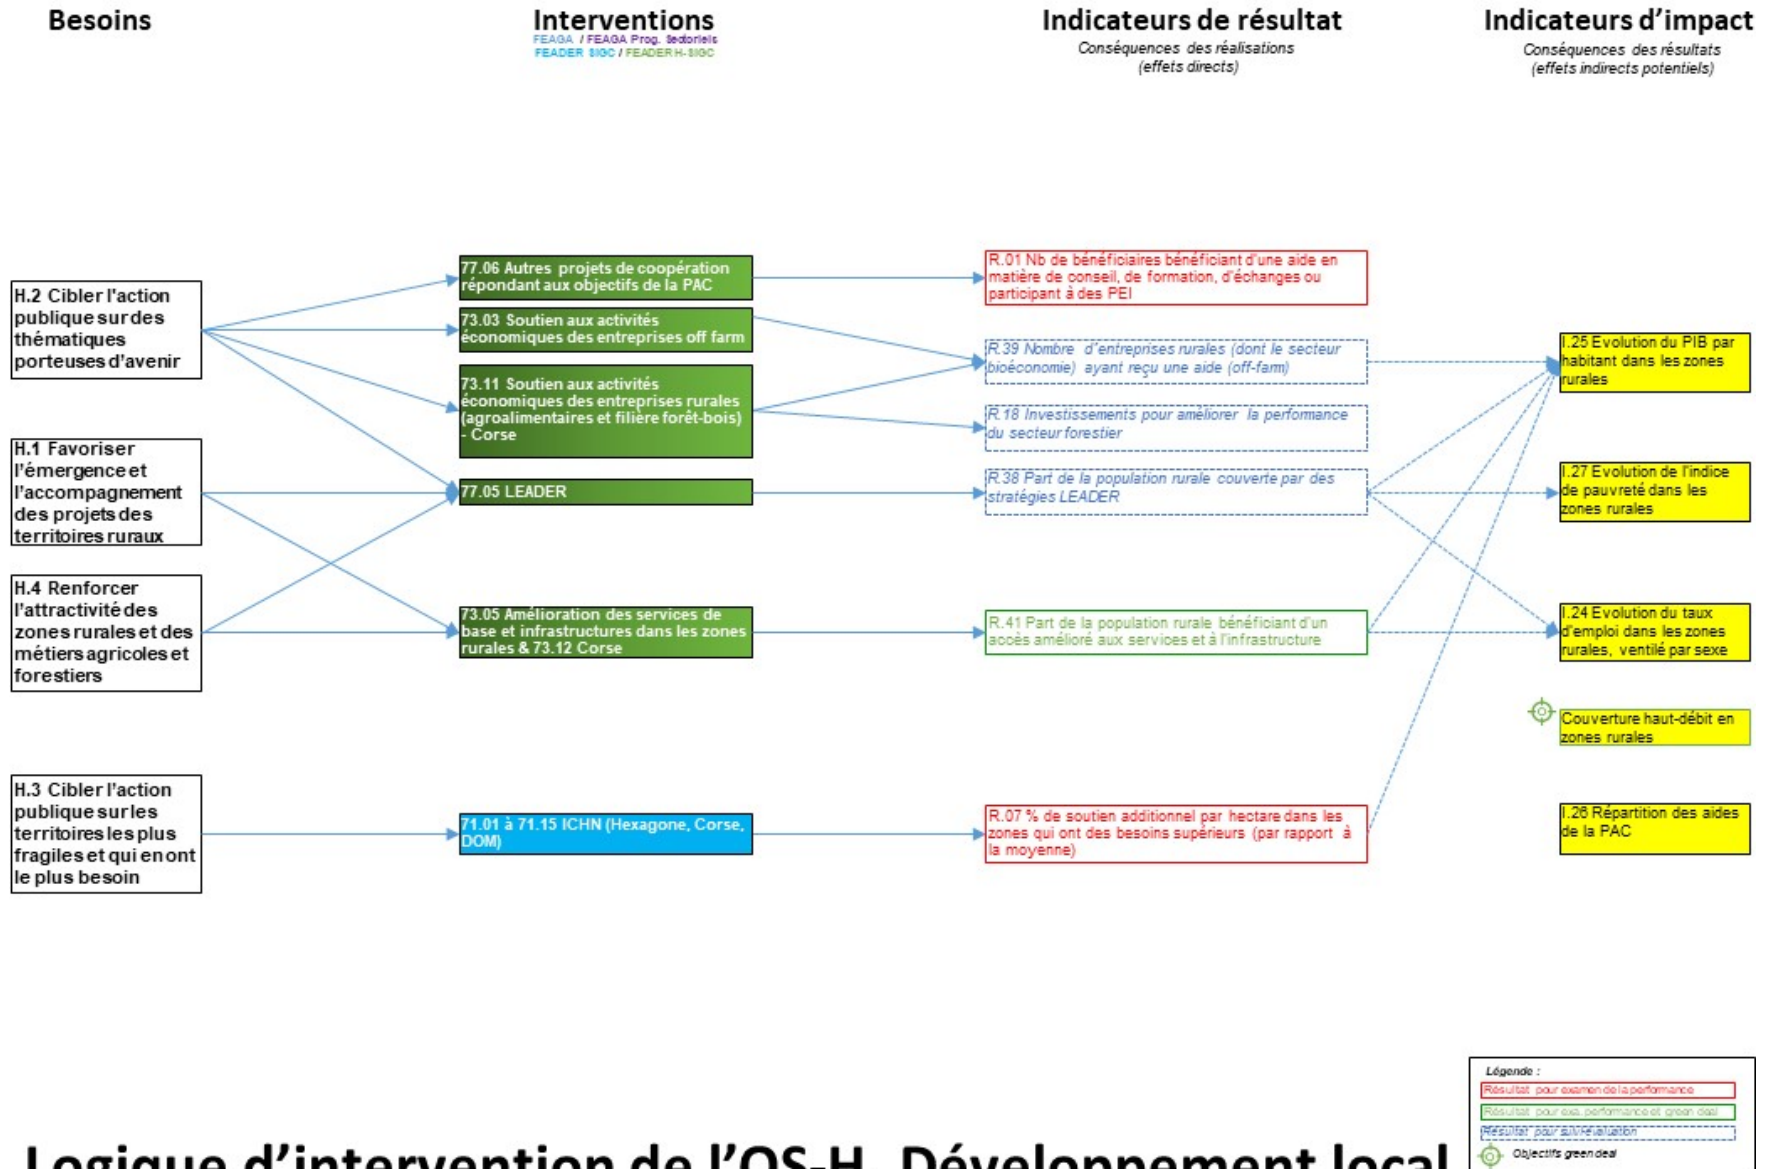 Besoins
Interventions
FEAGA / FEAGA Prog. Sectoriels
FEADER SIGC / FEADER H-SIGC
Indicateurs de résultat
Conséquences des réalisations
(effets directs)
Indicateurs d'impact
Conséquences des résultats
(effets indirects potentiels)
H.2 Cibler l'action
publique sur des
thématiques
porteuses d'avenir
H.1 Favoriser
l'émergence et
l'accompagnement
des projets des
territoires ruraux
H.4 Renforcer
l'attractivité des
zones rurales et des
métiers agricoles et
forestiers
H.3 Cibler l'action
publique sur les
territoires les plus
fragiles et qui en ont
le plus besoin
77.06 Autres projets de coopération
répondant aux objectifs de la PAC
73.03 Soutien aux activités
économiques des entreprises off farm
73.11 Soutien aux activités
économiques des entreprises rurales
(agroalimentaires et filière forêt-bois)
- Corse
77.05 LEADER
73.05 Amélioration des services de
base et infrastructures dans les zones
rurales & 73.12 Corse
71.01 à 71.15 ICHN (Hexagone, Corse,
DOM)
R.01 Nb de bénéficiaires bénéficiant d'une aide en
matière de conseil, de formation, d'échanges ou
participant à des PEI
R.39 Nombre d'entreprises rurales (dont le secteur
bioéconomie) ayant reçu une aide (off-farm)
R.18 Investissements pour améliorer la performance
du secteur forestier
R.38 Part de la population rurale couverte par des
stratégies LEADER
R.41 Part de la population rurale bénéficiant d'un
accès amélioré aux services et à l'infrastructure
R.07 % de soutien additionnel par hectare dans les
zones qui ont des besoins supérieurs (par rapport à
la moyenne)
I.25 Evolution du PIB par
habitant dans les zones
rurales
I.27 Evolution de l'indice
de pauvreté dans les
zones rurales
I.24 Evolution du taux
d'emploi dans les zones
rurales, ventilé par sexe
Couverture haut-débit en
zones rurales
I.26 Répartition des aides
de la PAC
Légende :
Résultat pour examen de la performance
Résultat pour exa. performance et green deal
Résultat pour suivi-évaluation
Objectifs green deal
Logique d'intervention de l'OS-H Développement local